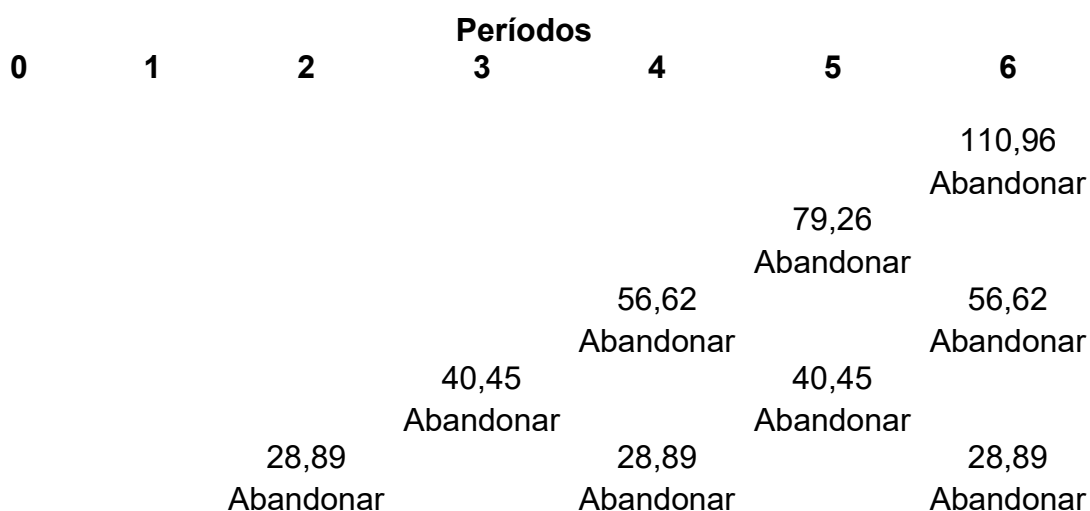 Períodos
0 1 2 3 4 5 6
110,96
Abandonar
79,26
Abandonar
56,62 56,62
Abandonar Abandonar
40,45 40,45
Abandonar Abandonar
28,89 28,89 28,89
Abandonar Abandonar Abandonar